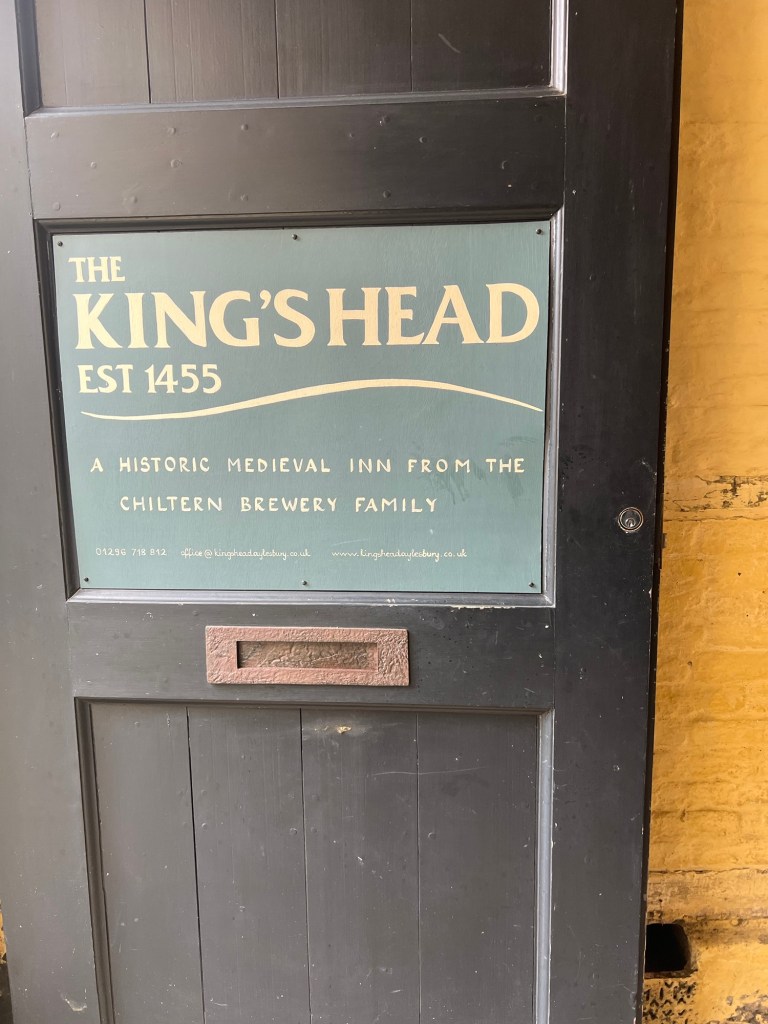 THE
KING'S HEAD
EST 1455
A HISTORIC MEDIEVAL INN FROM THE
CHILTERN BREWERY FAMILY
01296 718 812 office@kingsheadaylesbury.co.uk www.kingsheadaylesbury.co.uk